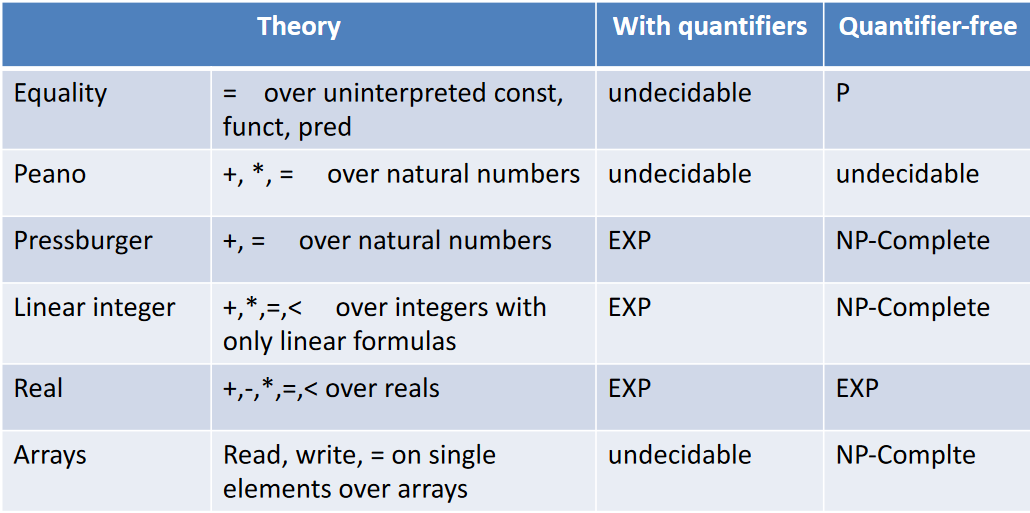 Theory With quantifiers Quantifier-free
Equality = over uninterpreted const, undecidable P
funct, pred
Peano +, *, = over natural numbers undecidable undecidable
Pressburger +, = over natural numbers EXP NP-Complete
Linear integer +,*,=,< over integers with EXP NP-Complete
only linear formulas
Real +,-,*,=,< over reals EXP EXP
Arrays Read, write, = on single undecidable NP-Complte
elements over arrays